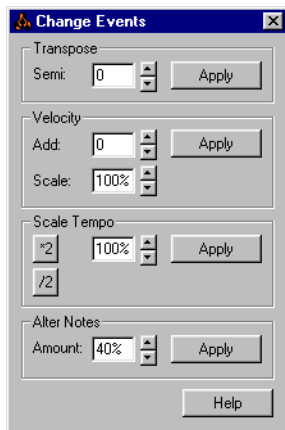 Change Events
Transpose
Semi: 0 Apply
Velocity
Add: 0 Apply
Scale: 100%
Scale Tempo
*2 100% Apply
/2
Alter Notes
Amount: 40% Apply
Help